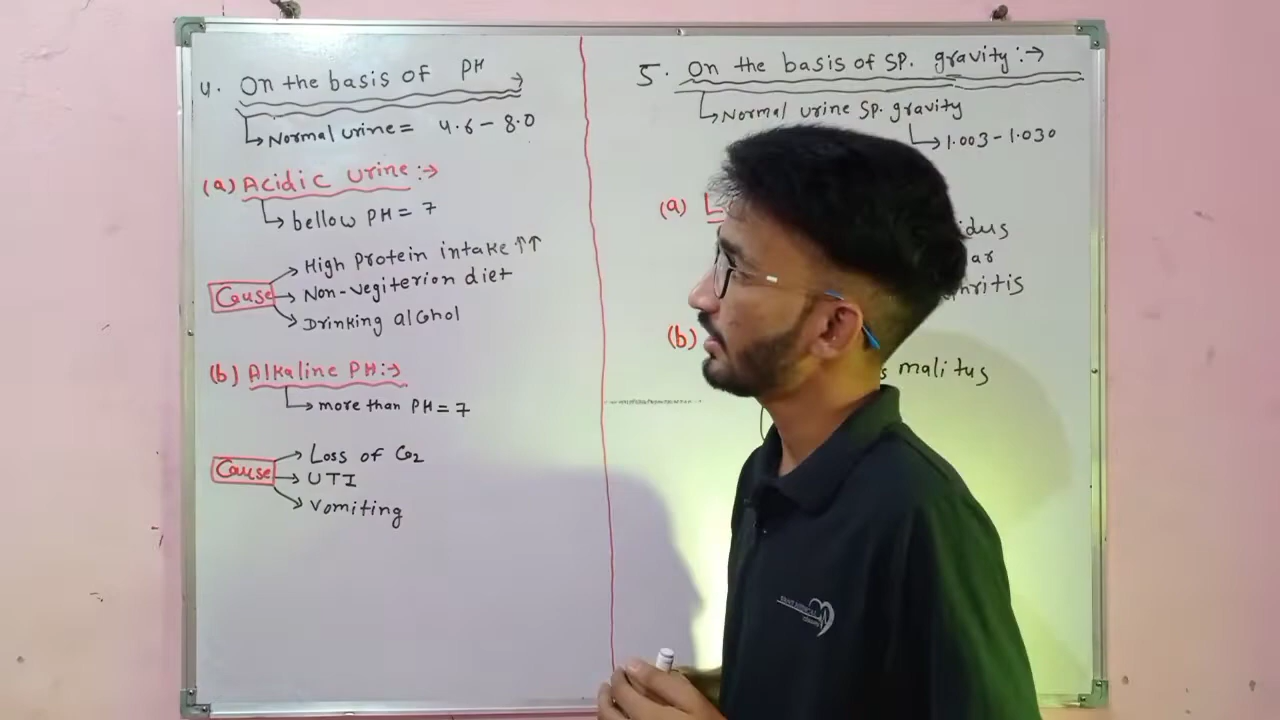 4. On the basis of PH →
↳ Normal urine = 4.6 – 8.0
(a) Acidic urine :→
↳ bellow PH = 7
Cause
→ High Protein intake ↑↑
→ Non-vegiterion diet
→ Drinking alcohol
(b) Alkaline PH :→
↳ more than PH = 7
Cause
→ Loss of CO2
→ UTI
→ Vomiting
5. On the basis of SP. gravity :→
↳ Normal urine SP. gravity
↳ 1.003 – 1.030
(a)
(b)
malitus